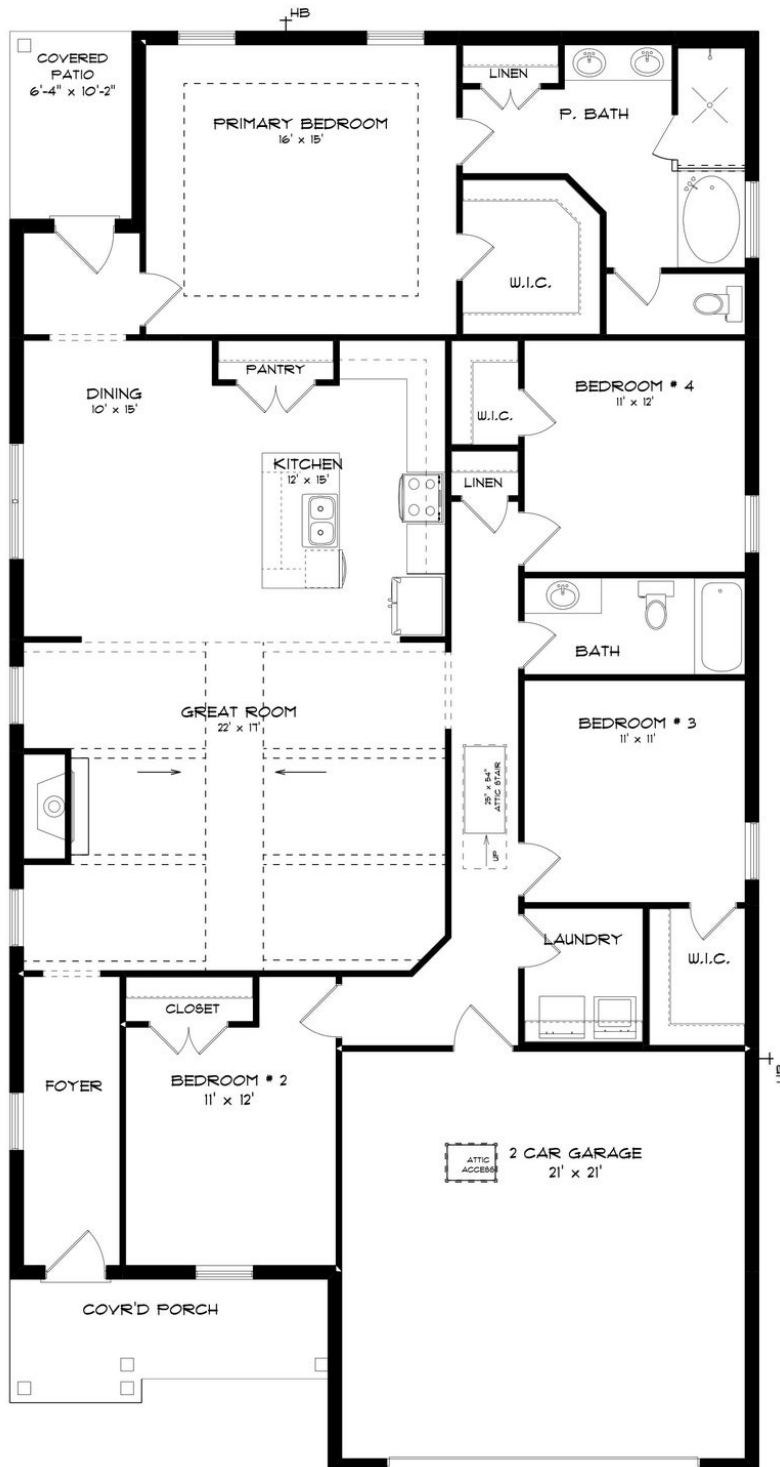 HB
COVERED
PATIO
6'-4" x 10'-2"
PRIMARY BEDROOM
16' x 15'
LINEN
P. BATH
W.I.C.
DINING
10' x 15'
PANTRY
KITCHEN
12' x 15'
W.I.C.
LINEN
BEDROOM # 4
11' x 12'
BATH
GREAT ROOM
22' x 17'
BEDROOM # 3
11' x 11'
25" x 54"
ATTIC STAIR
UP
LAUNDRY
W.I.C.
CLOSET
FOYER
BEDROOM # 2
11' x 12'
HB
2 CAR GARAGE
21' x 21'
ATTIC
ACCESS
COVR'D PORCH